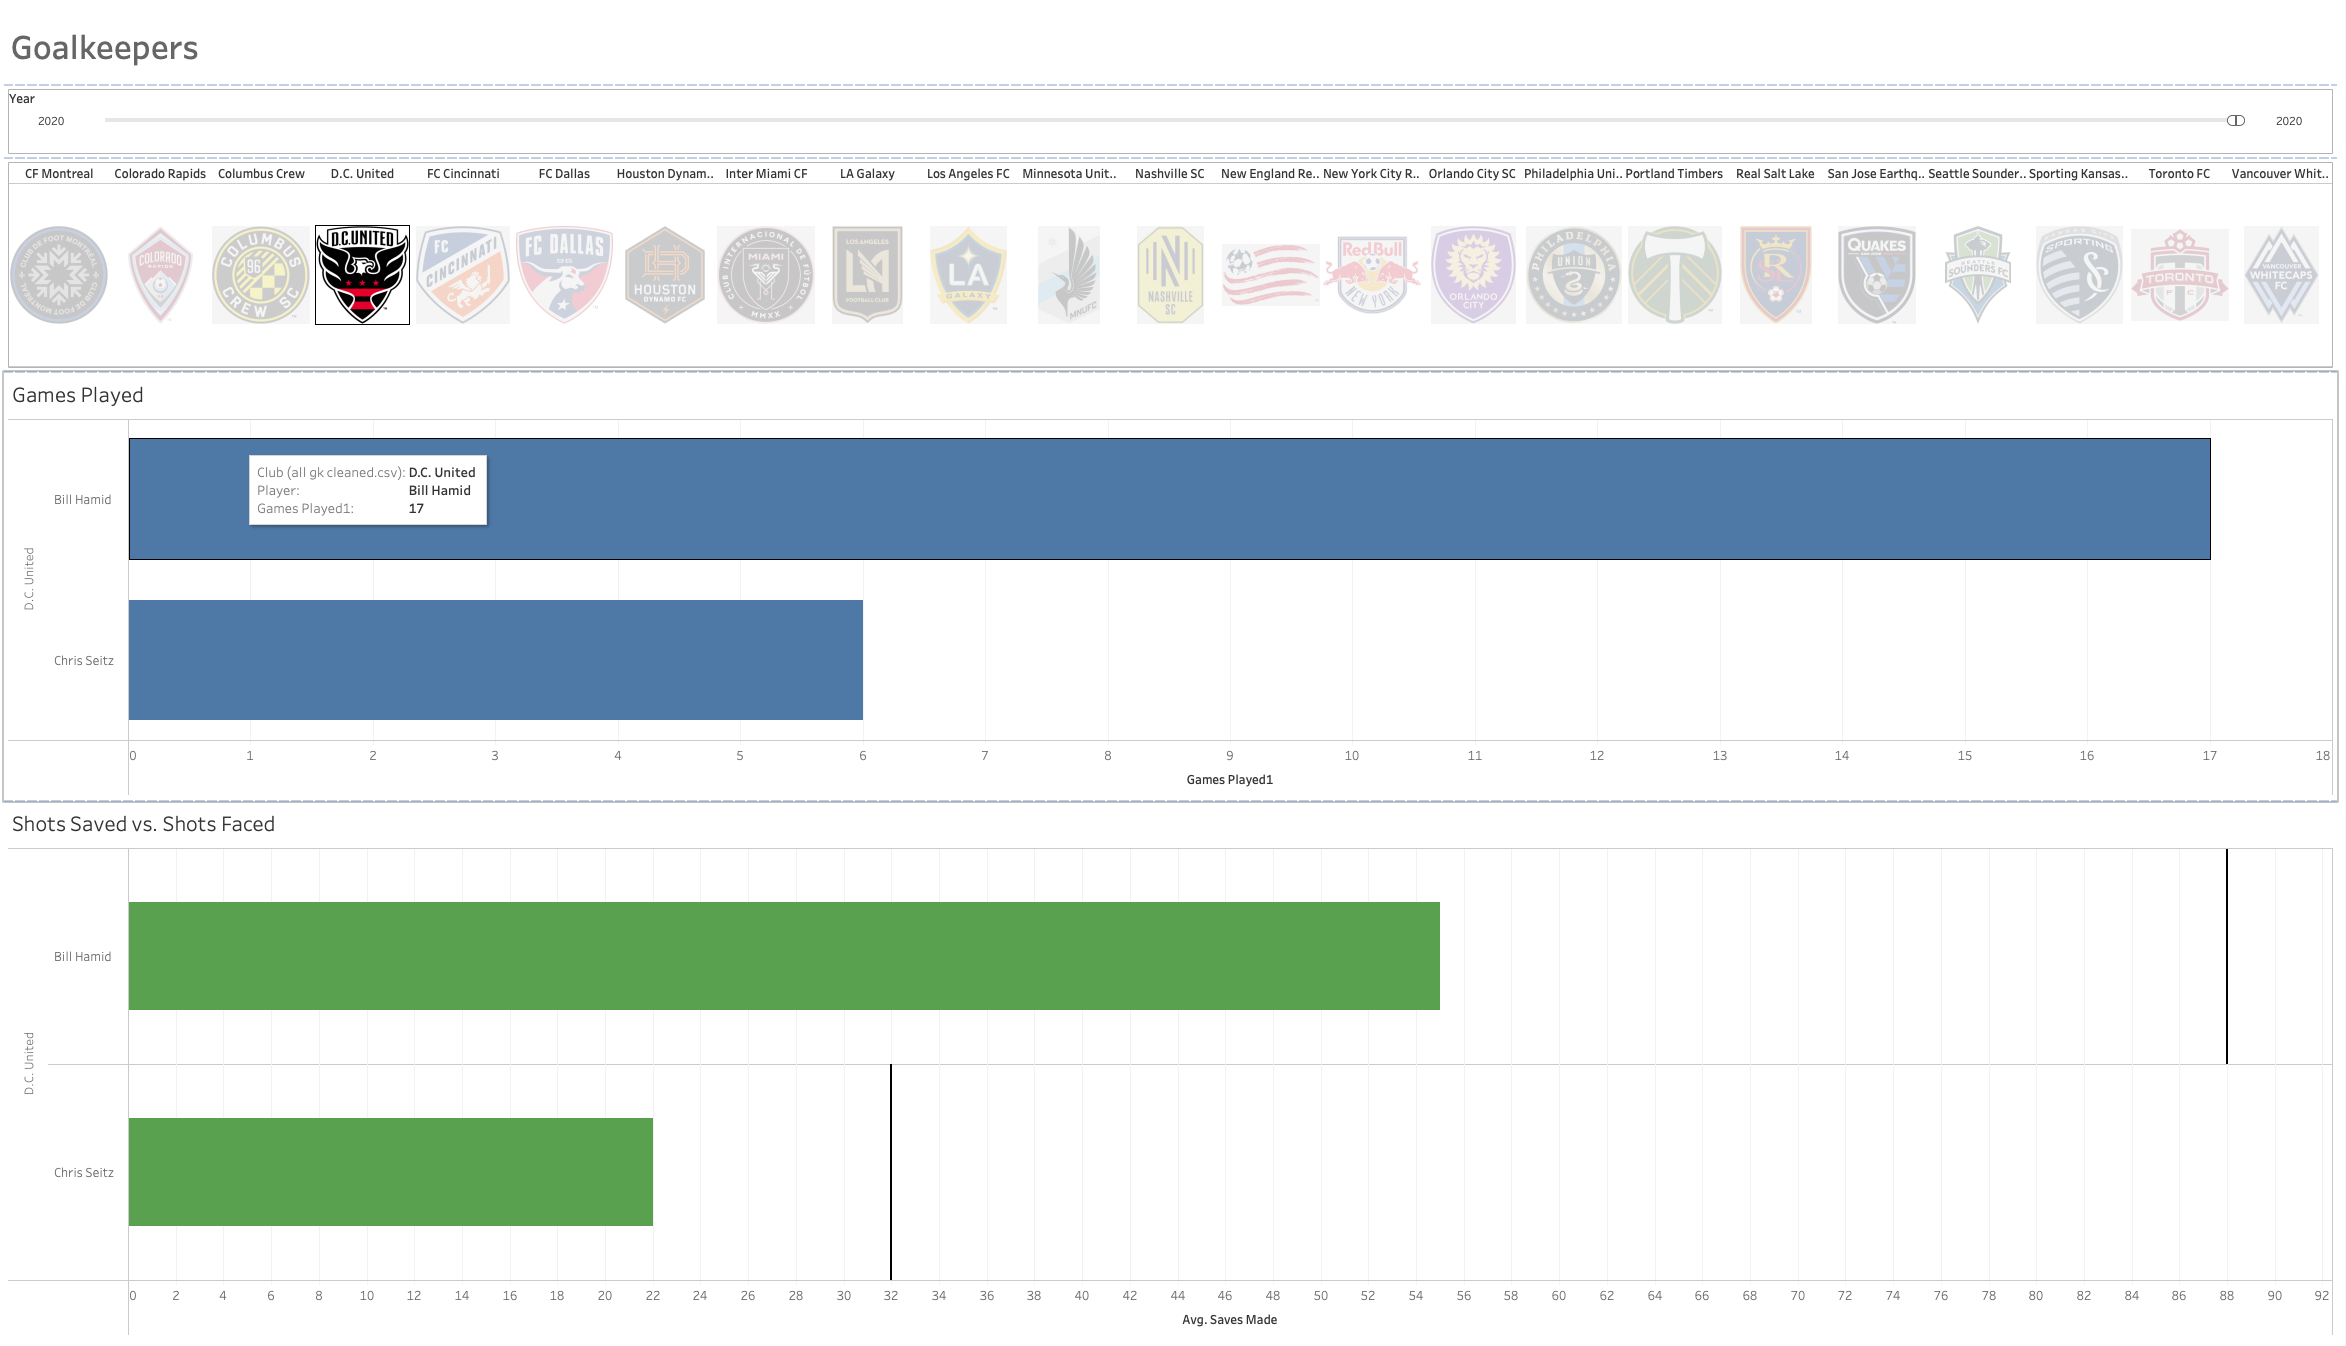 Goalkeepers
Year
2020
2020
CF Montreal Colorado Rapids Columbus Crew D.C. United FC Cincinnati FC Dallas Houston Dynam.. Inter Miami CF LA Galaxy Los Angeles FC Minnesota Unit.. Nashville SC New England Re.. New York City R.. Orlando City SC Philadelphia Uni.. Portland Timbers Real Salt Lake San Jose Earthq.. Seattle Sounder.. Sporting Kansas.. Toronto FC Vancouver Whit..
CLUB DE FOOT MONTRÉAL
COLORADO
COLUMBUS
96
CREW SC
D.C.UNITED
FC
CINCINNATI
FC DALLAS
HOUSTON
DYNAMO FC
CLUB INTERNACIONAL DE FÚTBOL
MIAMI
MMXX
LOS ANGELES
FOOTBALL CLUB
LA
GALAXY
MNUFC
N
NASHVILLE
SC
Red Bull
NEW YORK
ORLANDO
CITY
PHILADELPHIA
UNION
QUAKES
SEATTLE
SOUNDERS FC
SPORTING
TORONTO
F C
VANCOUVER
WHITECAPS
FC
Games Played
D.C. United
Bill Hamid
Chris Seitz
Club (all gk cleaned.csv): D.C. United
Player: Bill Hamid
Games Played1: 17
0 1 2 3 4 5 6 7 8 9 10 11 12 13 14 15 16 17 18
Games Played1
Shots Saved vs. Shots Faced
D.C. United
Bill Hamid
Chris Seitz
0 2 4 6 8 10 12 14 16 18 20 22 24 26 28 30 32 34 36 38 40 42 44 46 48 50 52 54 56 58 60 62 64 66 68 70 72 74 76 78 80 82 84 86 88 90 92
Avg. Saves Made